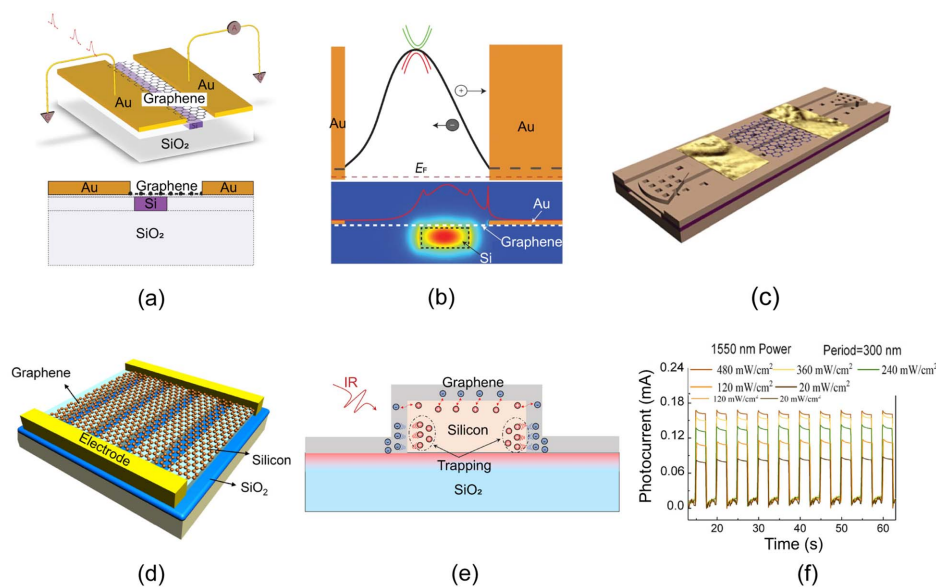 A
Au
Graphene
Au
SiO₂
Au
Graphene
Au
Si
SiO₂
(a)
Au
+
−
Au
EF
Au
Graphene
Si
(b)
(c)
Graphene
Electrode
Silicon
SiO₂
(d)
IR
Graphene
Silicon
Trapping
SiO₂
(e)
1550 nm Power Period=300 nm
480 mW/cm² 360 mW/cm² 240 mW/cm²
120 mW/cm² 20 mW/cm²
120 mW/cm² 20 mW/cm²
Photocurrent (mA)
0.24
0.18
0.12
0.06
0.0
20 30 40 50 60
Time (s)
(f)